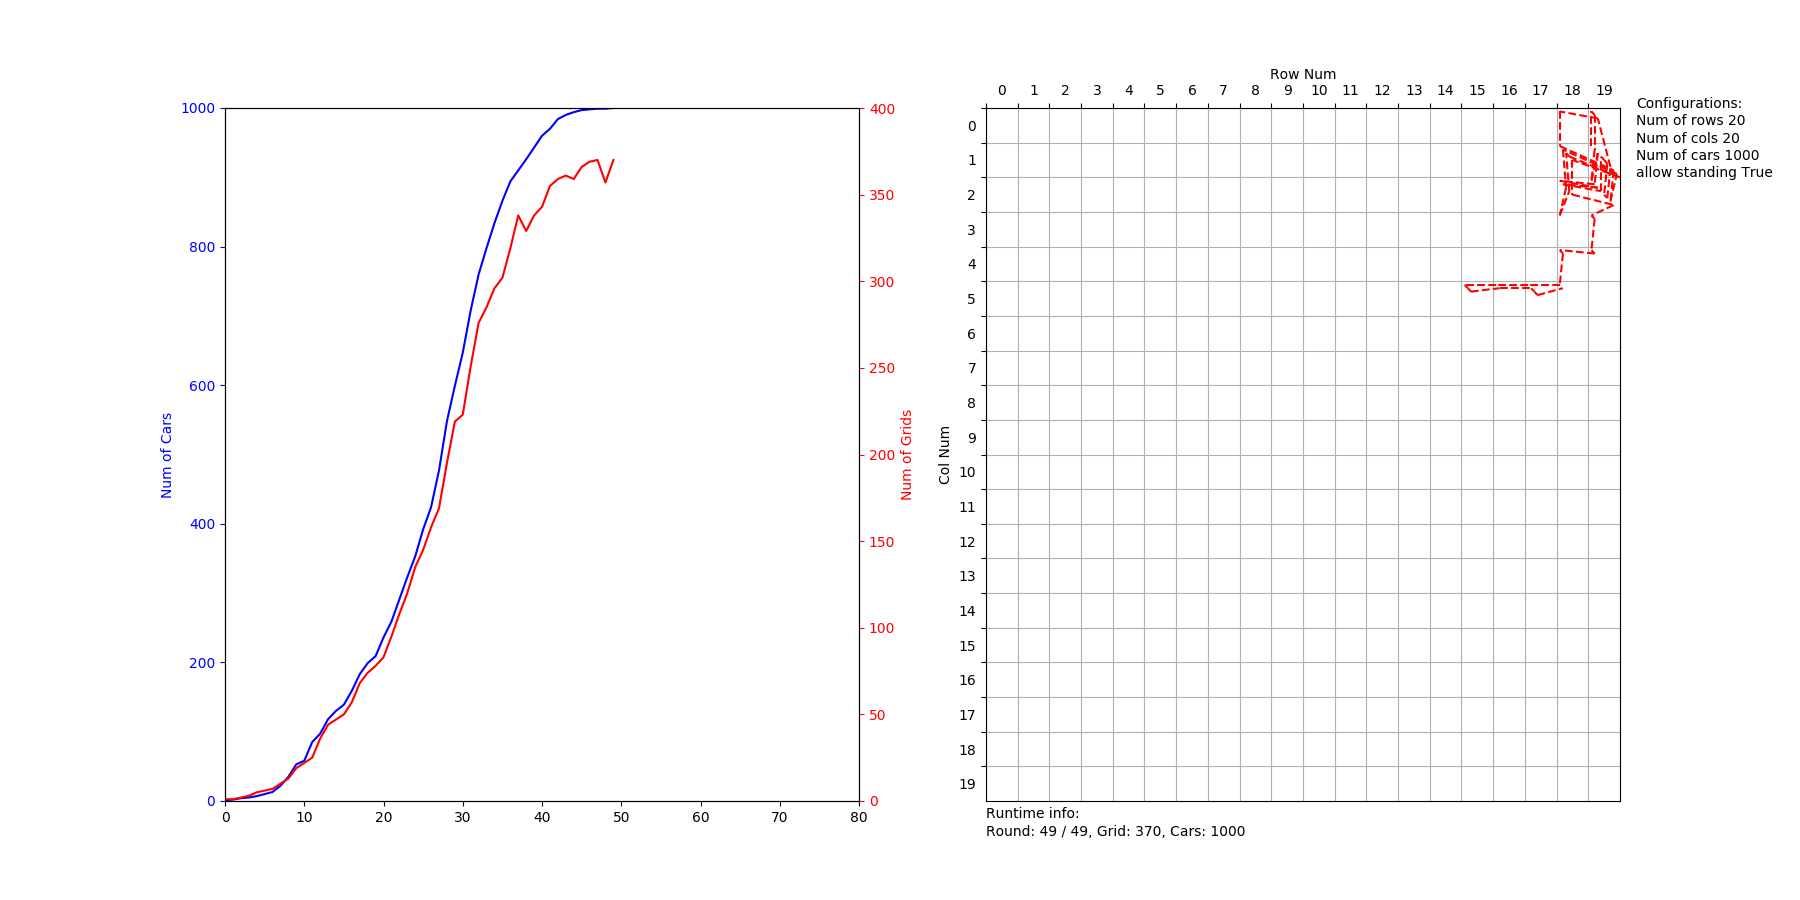 1000
800
600
400
200
0
Num of Cars
0 10 20 30 40 50 60 70 80
400
350
300
250
200
150
100
50
0
Num of Grids
Row Num
0 1 2 3 4 5 6 7 8 9 10 11 12 13 14 15 16 17 18 19
Col Num
0
1
2
3
4
5
6
7
8
9
10
11
12
13
14
15
16
17
18
19
Configurations:
Num of rows 20
Num of cols 20
Num of cars 1000
allow standing True
Runtime info:
Round: 49 / 49, Grid: 370, Cars: 1000